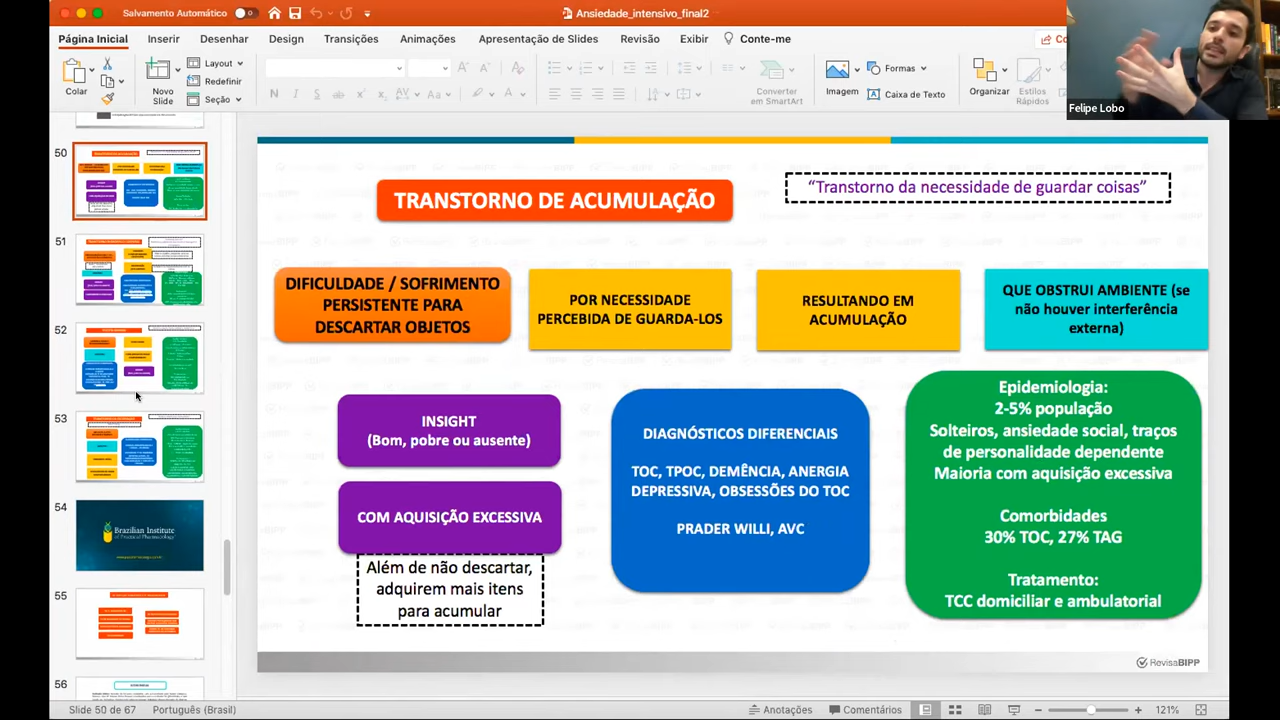 Salvamento Automático
Ansiedade_intensivo_final2
Página Inicial
Inserir
Desenhar
Design
Transições
Animações
Apresentação de Slides
Revisão
Exibir
Conte-me
Co
Colar
Novo
Slide
Layout
Redefinir
Seção
Converter
em SmartArt
Imagem
Formas
Caixa de Texto
Organizar
Estilos
Rápidos
Felipe Lobo
50
51
52
53
54
Brazilian Institute
of Practical Pharmacology
55
56
TRANSTORNO DE ACUMULAÇÃO
“Transtorno da necessidade de guardar coisas”
DIFICULDADE / SOFRIMENTO
PERSISTENTE PARA
DESCARTAR OBJETOS
POR NECESSIDADE
PERCEBIDA DE GUARDA-LOS
RESULTANDO EM
ACUMULAÇÃO
QUE OBSTRUI AMBIENTE (se
não houver interferência
externa)
INSIGHT
(Bom, pobre ou ausente)
COM AQUISIÇÃO EXCESSIVA
Além de não descartar,
adquirem mais itens
para acumular
DIAGNÓSTICOS DIFERENCIAIS
TOC, TPOC, DEMÊNCIA, ANERGIA
DEPRESSIVA, OBSESSÕES DO TOC
PRADER WILLI, AVC
Epidemiologia:
2-5% população
Solteiros, ansiedade social, traços
de personalidade dependente
Maioria com aquisição excessiva
Comorbidades
30% TOC, 27% TAG
Tratamento:
TCC domiciliar e ambulatorial
RevisaBIPP
Slide 50 de 67
Português (Brasil)
Anotações
Comentários
121%